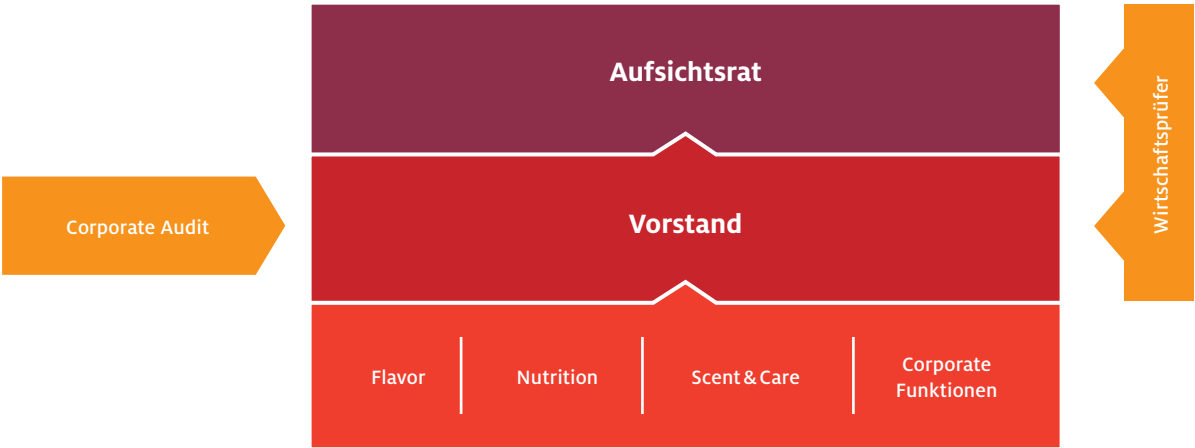 Aufsichtsrat
Wirtschaftsprüfer
Corporate Audit
Vorstand
Flavor
Nutrition
Scent & Care
Corporate
Funktionen